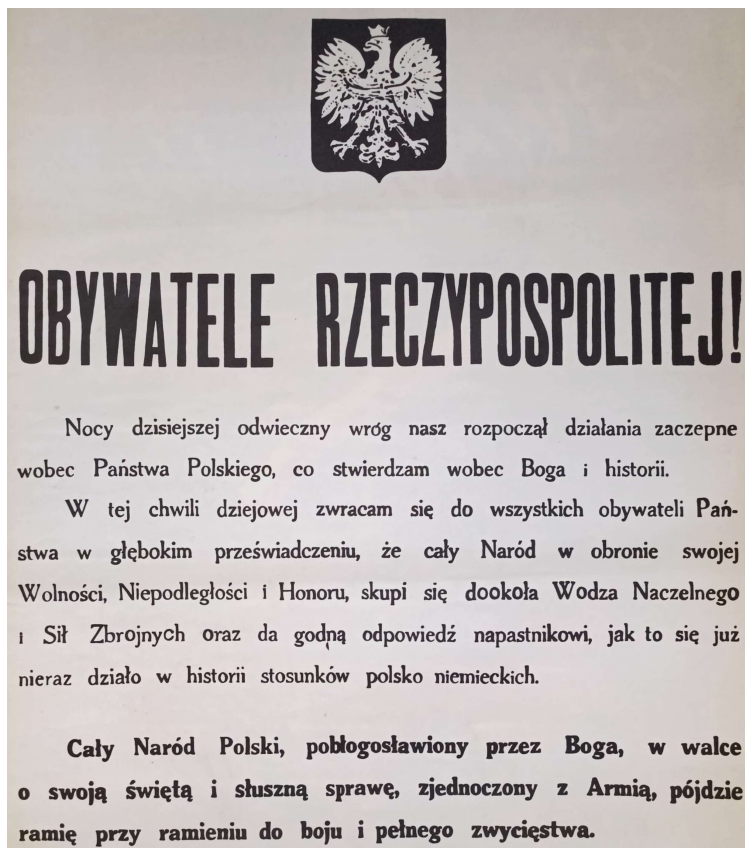 OBYWATELE RZECZYPOSPOLITEJ!
Nocy dzisiejszej odwieczny wróg nasz rozpoczął działania zaczepne
wobec Państwa Polskiego, co stwierdzam wobec Boga i historii.
W tej chwili dziejowej zwracam się do wszystkich obywateli Pań-
stwa w głębokim przeświadczeniu, że cały Naród w obronie swojej
Wolności, Niepodległości i Honoru, skupi się dookoła Wodza Naczelnego
i Sił Zbrojnych oraz da godną odpowiedź napastnikowi, jak to się już
nieraz działo w historii stosunków polsko niemieckich.
Cały Naród Polski, pobłogosławiony przez Boga, w walce
o swoją świętą i słuszną sprawę, zjednoczony z Armią, pójdzie
ramię przy ramieniu do boju i pełnego zwycięstwa.